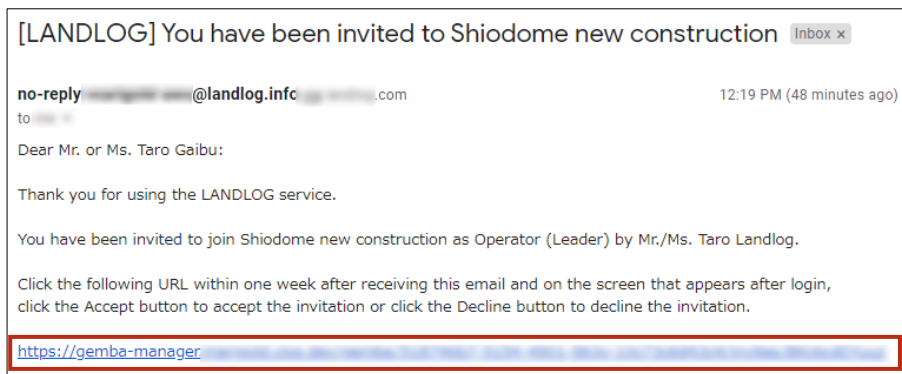 [LANDLOG] You have been invited to Shiodome new construction Inbox x
no-reply @landlog.info .com 12:19 PM (48 minutes ago)
to
Dear Mr. or Ms. Taro Gaibu:
Thank you for using the LANDLOG service.
You have been invited to join Shiodome new construction as Operator (Leader) by Mr./Ms. Taro Landlog.
Click the following URL within one week after receiving this email and on the screen that appears after login,
click the Accept button to accept the invitation or click the Decline button to decline the invitation.
https://gemba-manager